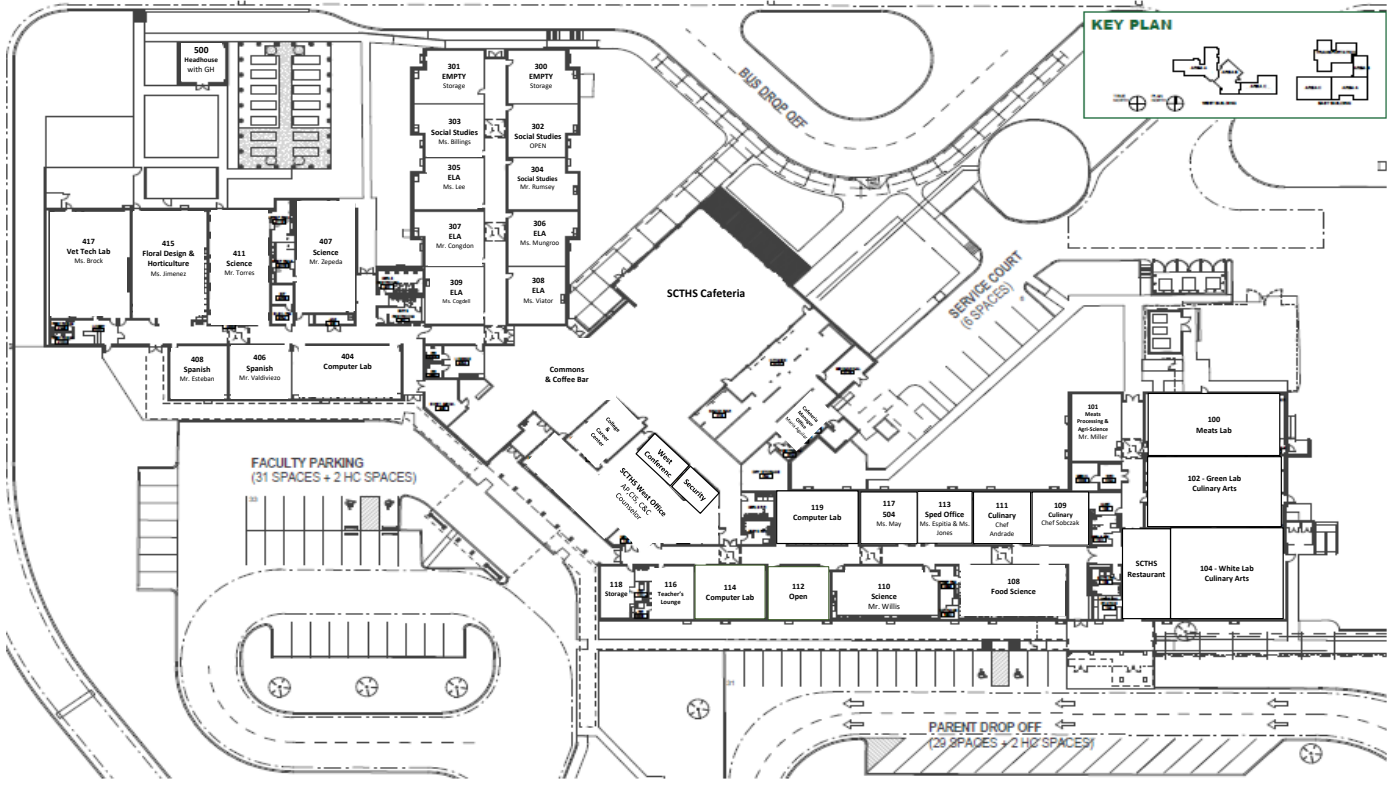 KEY PLAN
BUS DROP OFF
500
Headhouse
with GH
301
EMPTY
Storage
300
EMPTY
Storage
303
Social Studies
Ms. Billings
302
Social Studies
OPEN
305
ELA
Ms. Lee
304
Social Studies
Mr. Rumsey
307
ELA
Mr. Congdon
306
ELA
Ms. Mungroo
309
ELA
Ms. Cogdell
308
ELA
Ms. Viator
417
Vet Tech Lab
Ms. Brock
415
Floral Design &
Horticulture
Ms. Jimenez
411
Science
Mr. Torres
407
Science
Mr. Zepeda
408
Spanish
Mr. Esteban
406
Spanish
Mr. Valdiviezo
404
Computer Lab
SCTHS Cafeteria
SERVICE COURT
(6 SPACES)
Commons
& Coffee Bar
College
&
Career
Center
Cafeteria
Manager
Office
West
Conferenc
Security
SCTHS West Office
AP, CIS, C&C
Counselor
FACULTY PARKING
(31 SPACES + 2 HC SPACES)
33
101
Meats
Processing &
Agri-Science
Mr. Miller
100
Meats Lab
102 - Green Lab
Culinary Arts
119
Computer Lab
117
504
Ms. May
113
Sped Office
Ms. Espitia & Ms.
Jones
111
Culinary
Chef
Andrade
109
Culinary
Chef Sobczak
SCTHS
Restaurant
104 - White Lab
Culinary Arts
118
Storage
116
Teacher's
Lounge
114
Computer Lab
112
Open
110
Science
Mr. Willis
108
Food Science
31
PARENT DROP OFF
(29 SPACES + 2 HC SPACES)